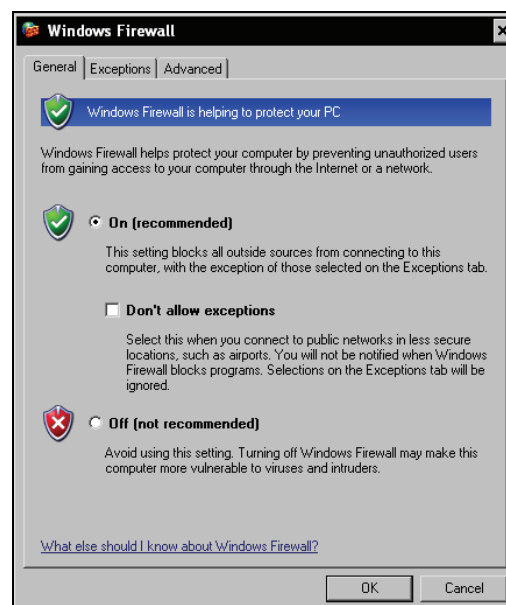 Windows Firewall
General Exceptions Advanced
Windows Firewall is helping to protect your PC
Windows Firewall helps protect your computer by preventing unauthorized users
from gaining access to your computer through the Internet or a network.
On (recommended)
This setting blocks all outside sources from connecting to this
computer, with the exception of those selected on the Exceptions tab.
Don't allow exceptions
Select this when you connect to public networks in less secure
locations, such as airports. You will not be notified when Windows
Firewall blocks programs. Selections on the Exceptions tab will be
ignored.
Off (not recommended)
Avoid using this setting. Turning off Windows Firewall may make this
computer more vulnerable to viruses and intruders.
What else should I know about Windows Firewall?
OK Cancel